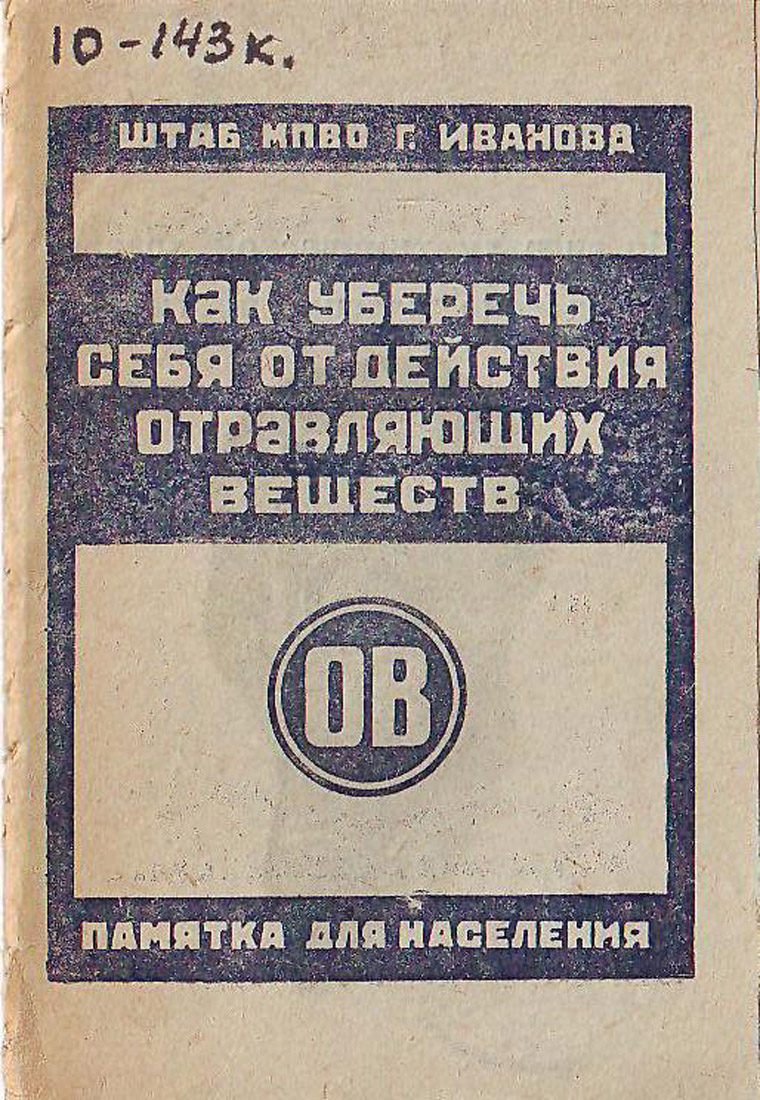 10-143к.
ШТАБ МПВО Г. ИВАНОВА
как уберечь
себя от действия
отравляющих
веществ
ОВ
ПАМЯТКА ДЛЯ НАСЕЛЕНИЯ